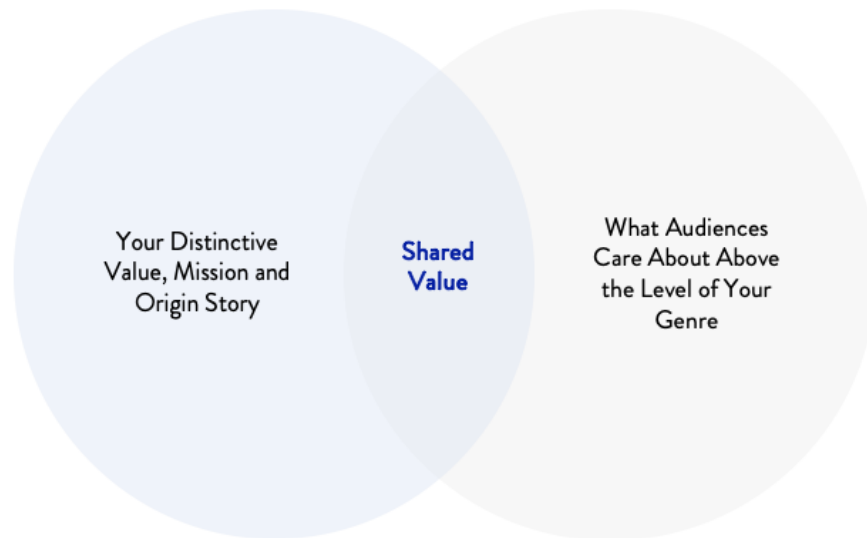 Your Distinctive
Value, Mission and
Origin Story
Shared
Value
What Audiences
Care About Above
the Level of Your
Genre